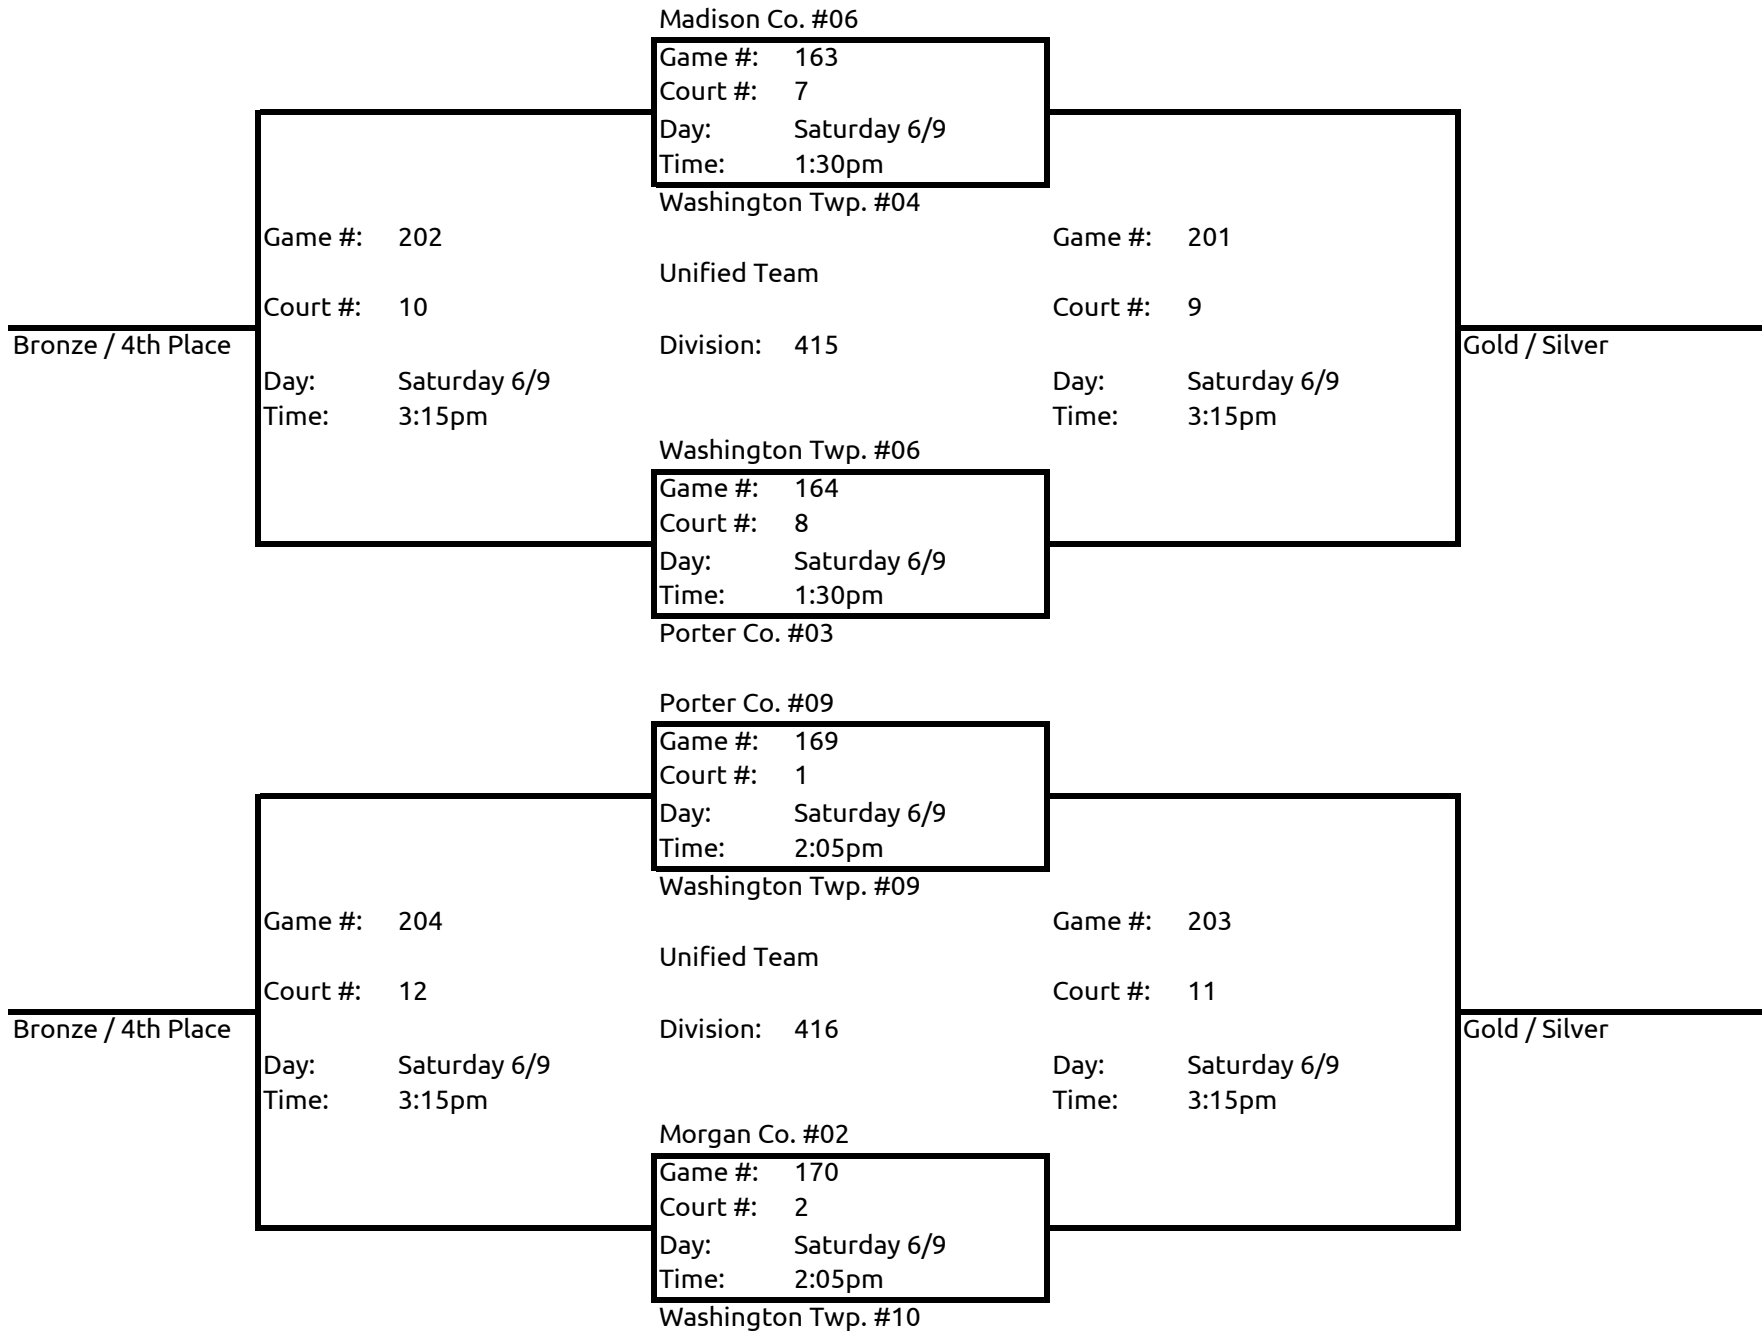 Madison Co. #06
Game #: 163
Court #: 7
Day: Saturday 6/9
Time: 1:30pm
Washington Twp. #04
Game #: 202 Game #: 201
Unified Team
Court #: 10 Court #: 9
Bronze / 4th Place Division: 415 Gold / Silver
Day: Saturday 6/9 Day: Saturday 6/9
Time: 3:15pm Time: 3:15pm
Washington Twp. #06
Game #: 164
Court #: 8
Day: Saturday 6/9
Time: 1:30pm
Porter Co. #03
Porter Co. #09
Game #: 169
Court #: 1
Day: Saturday 6/9
Time: 2:05pm
Washington Twp. #09
Game #: 204 Game #: 203
Unified Team
Court #: 12 Court #: 11
Bronze / 4th Place Division: 416 Gold / Silver
Day: Saturday 6/9 Day: Saturday 6/9
Time: 3:15pm Time: 3:15pm
Morgan Co. #02
Game #: 170
Court #: 2
Day: Saturday 6/9
Time: 2:05pm
Washington Twp. #10